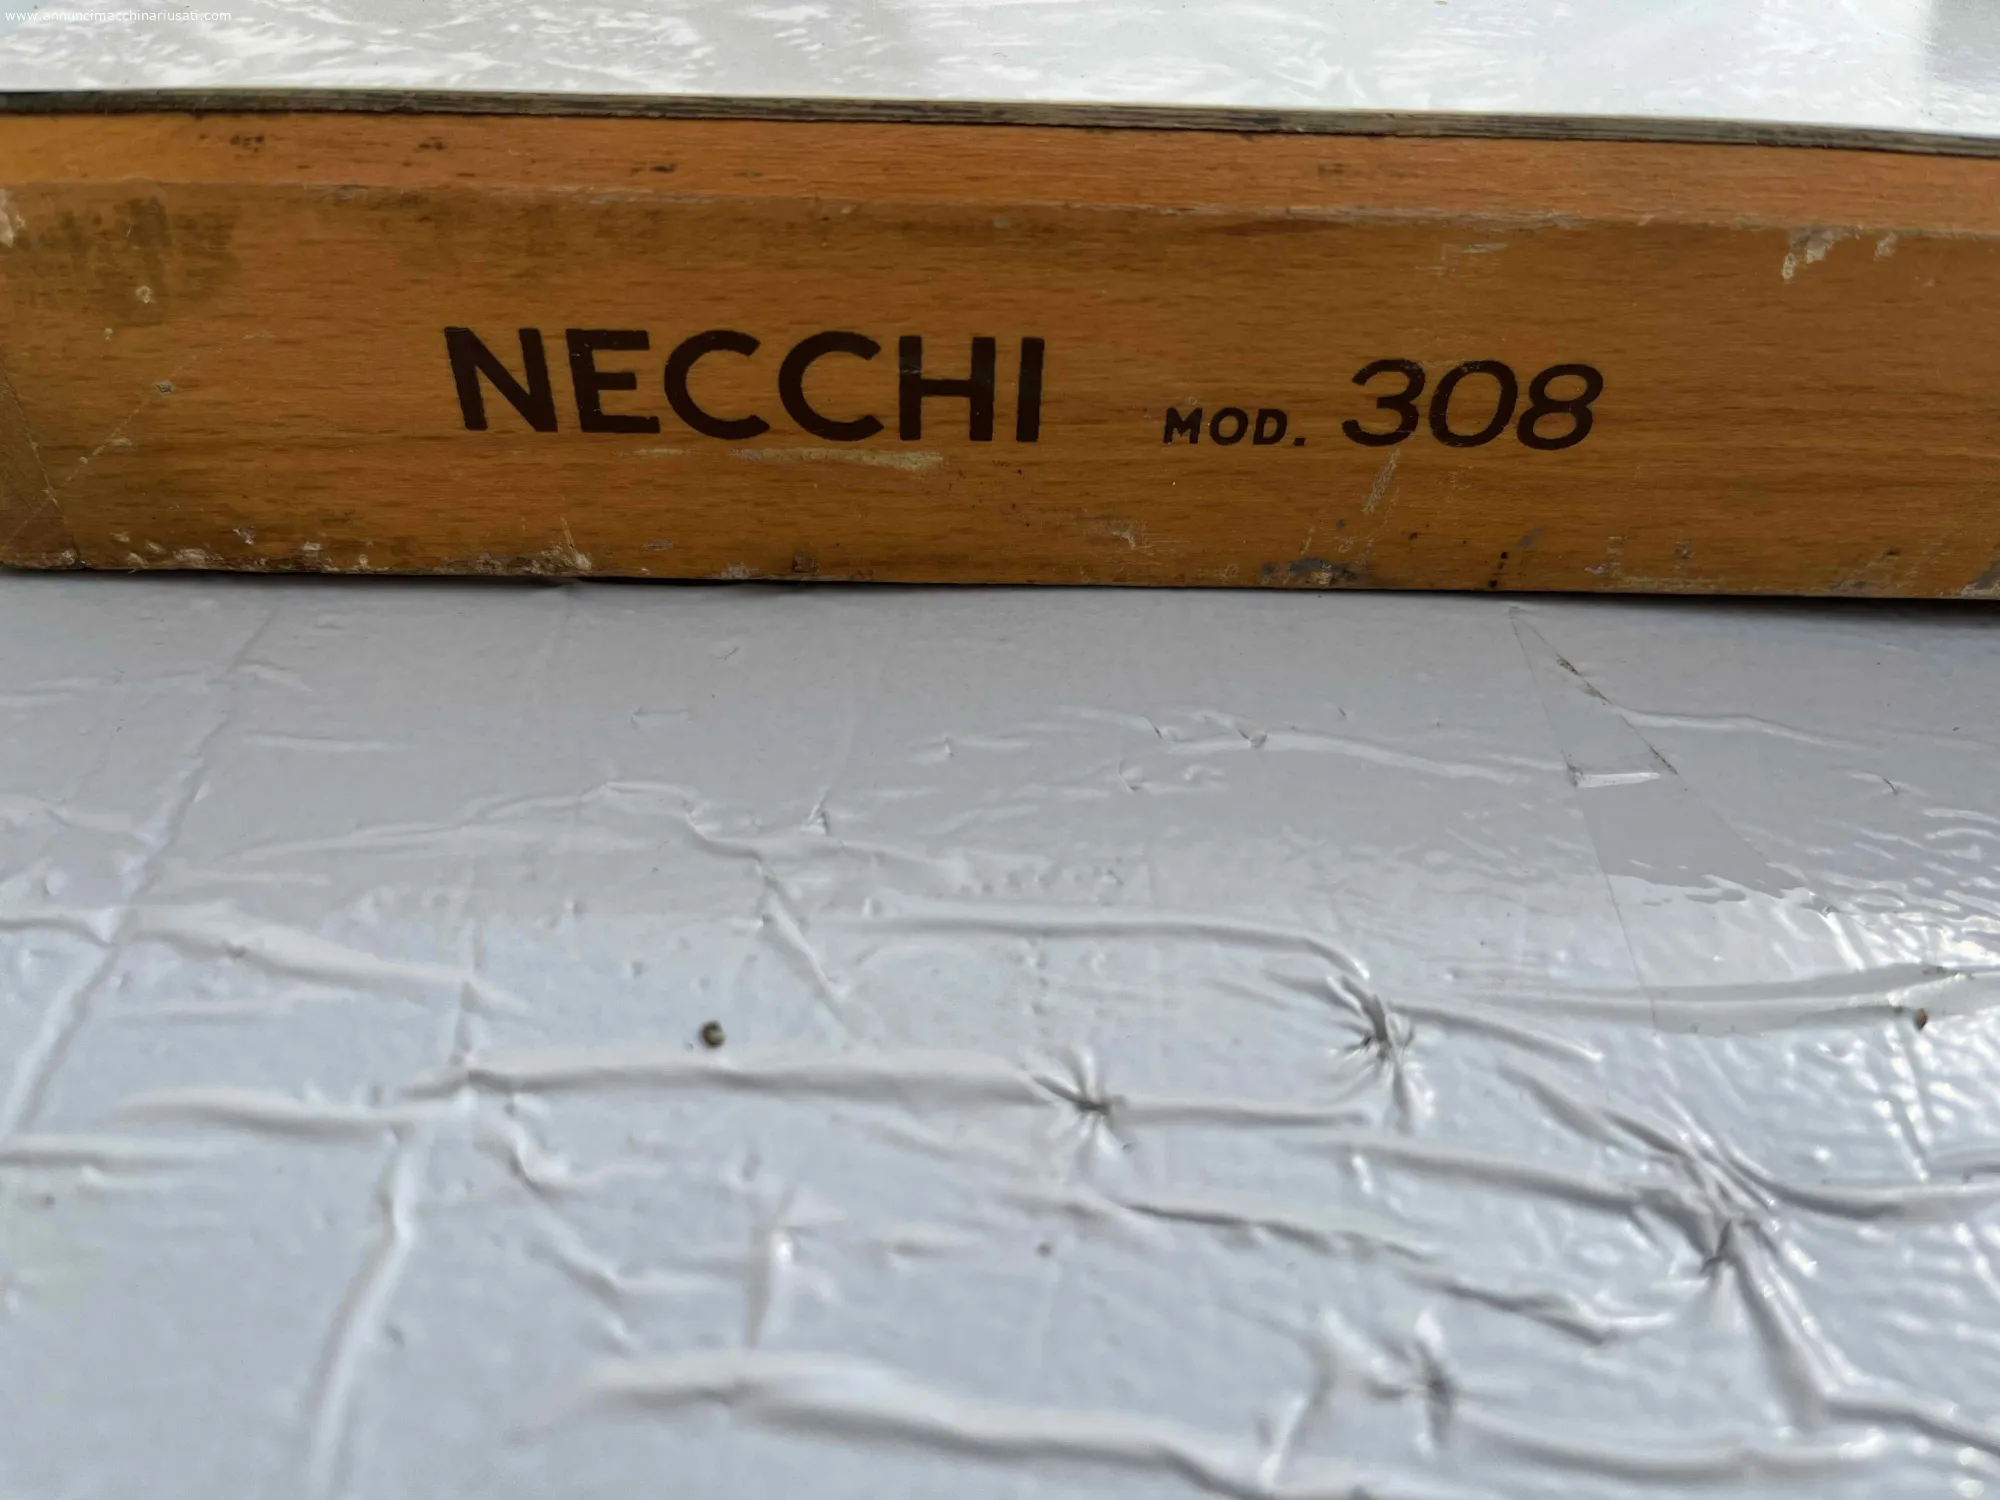 www.annuncimacchinariusati.com
NECCHI MOD. 308